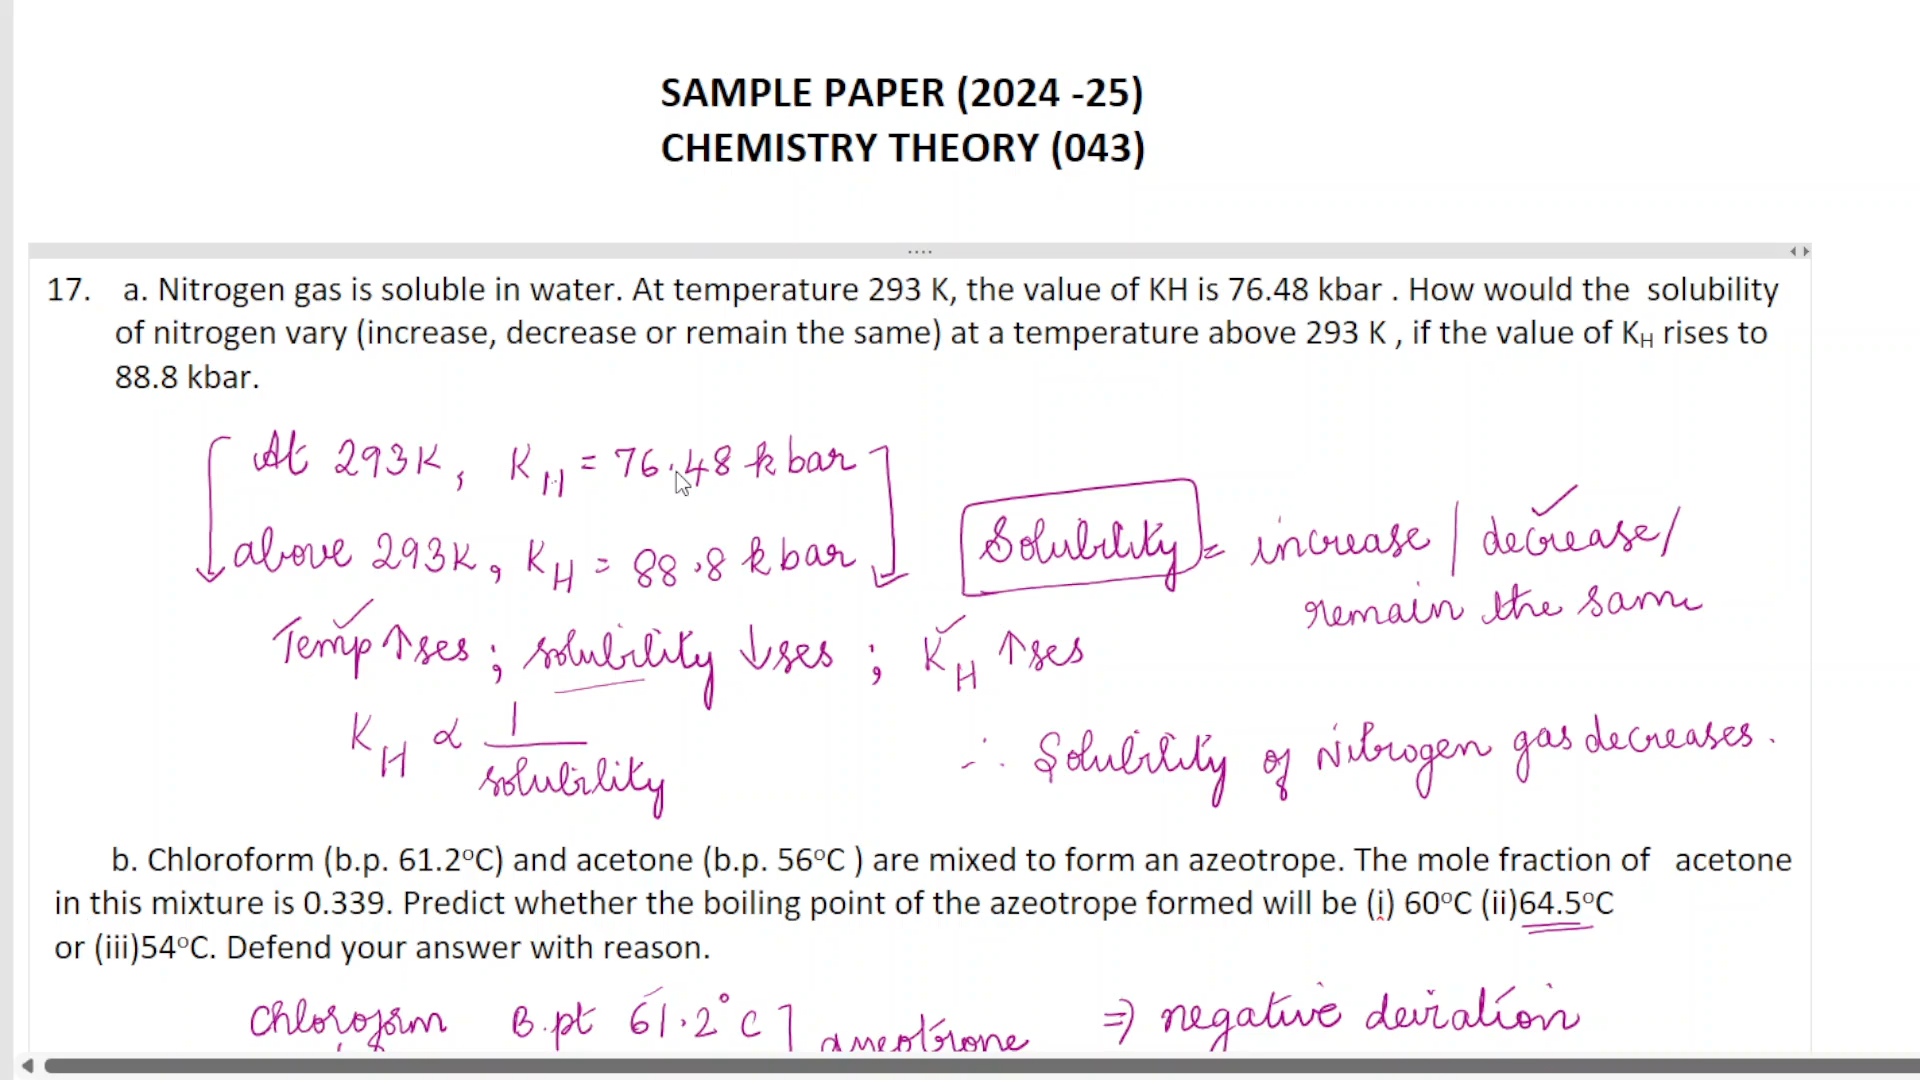 SAMPLE PAPER (2024 -25)
CHEMISTRY THEORY (043)
17. a. Nitrogen gas is soluble in water. At temperature 293 K, the value of KH is 76.48 kbar . How would the solubility
of nitrogen vary (increase, decrease or remain the same) at a temperature above 293 K , if the value of K_H rises to
88.8 kbar.
At 293K, K_H = 76.48 k bar
above 293K, K_H = 88.8 k bar
Solubility = increase / decrease /
remain the same
Temp ↑ses ; solubility ↓ses ; K_H ↑ses
K_H ∝ 1/solubility
∴ Solubility of Nitrogen gas decreases.
b. Chloroform (b.p. 61.2°C) and acetone (b.p. 56°C ) are mixed to form an azeotrope. The mole fraction of acetone
in this mixture is 0.339. Predict whether the boiling point of the azeotrope formed will be (i) 60°C (ii)64.5°C
or (iii)54°C. Defend your answer with reason.
Chloroform B.pt 61.2°C ] ⇒ negative deviation